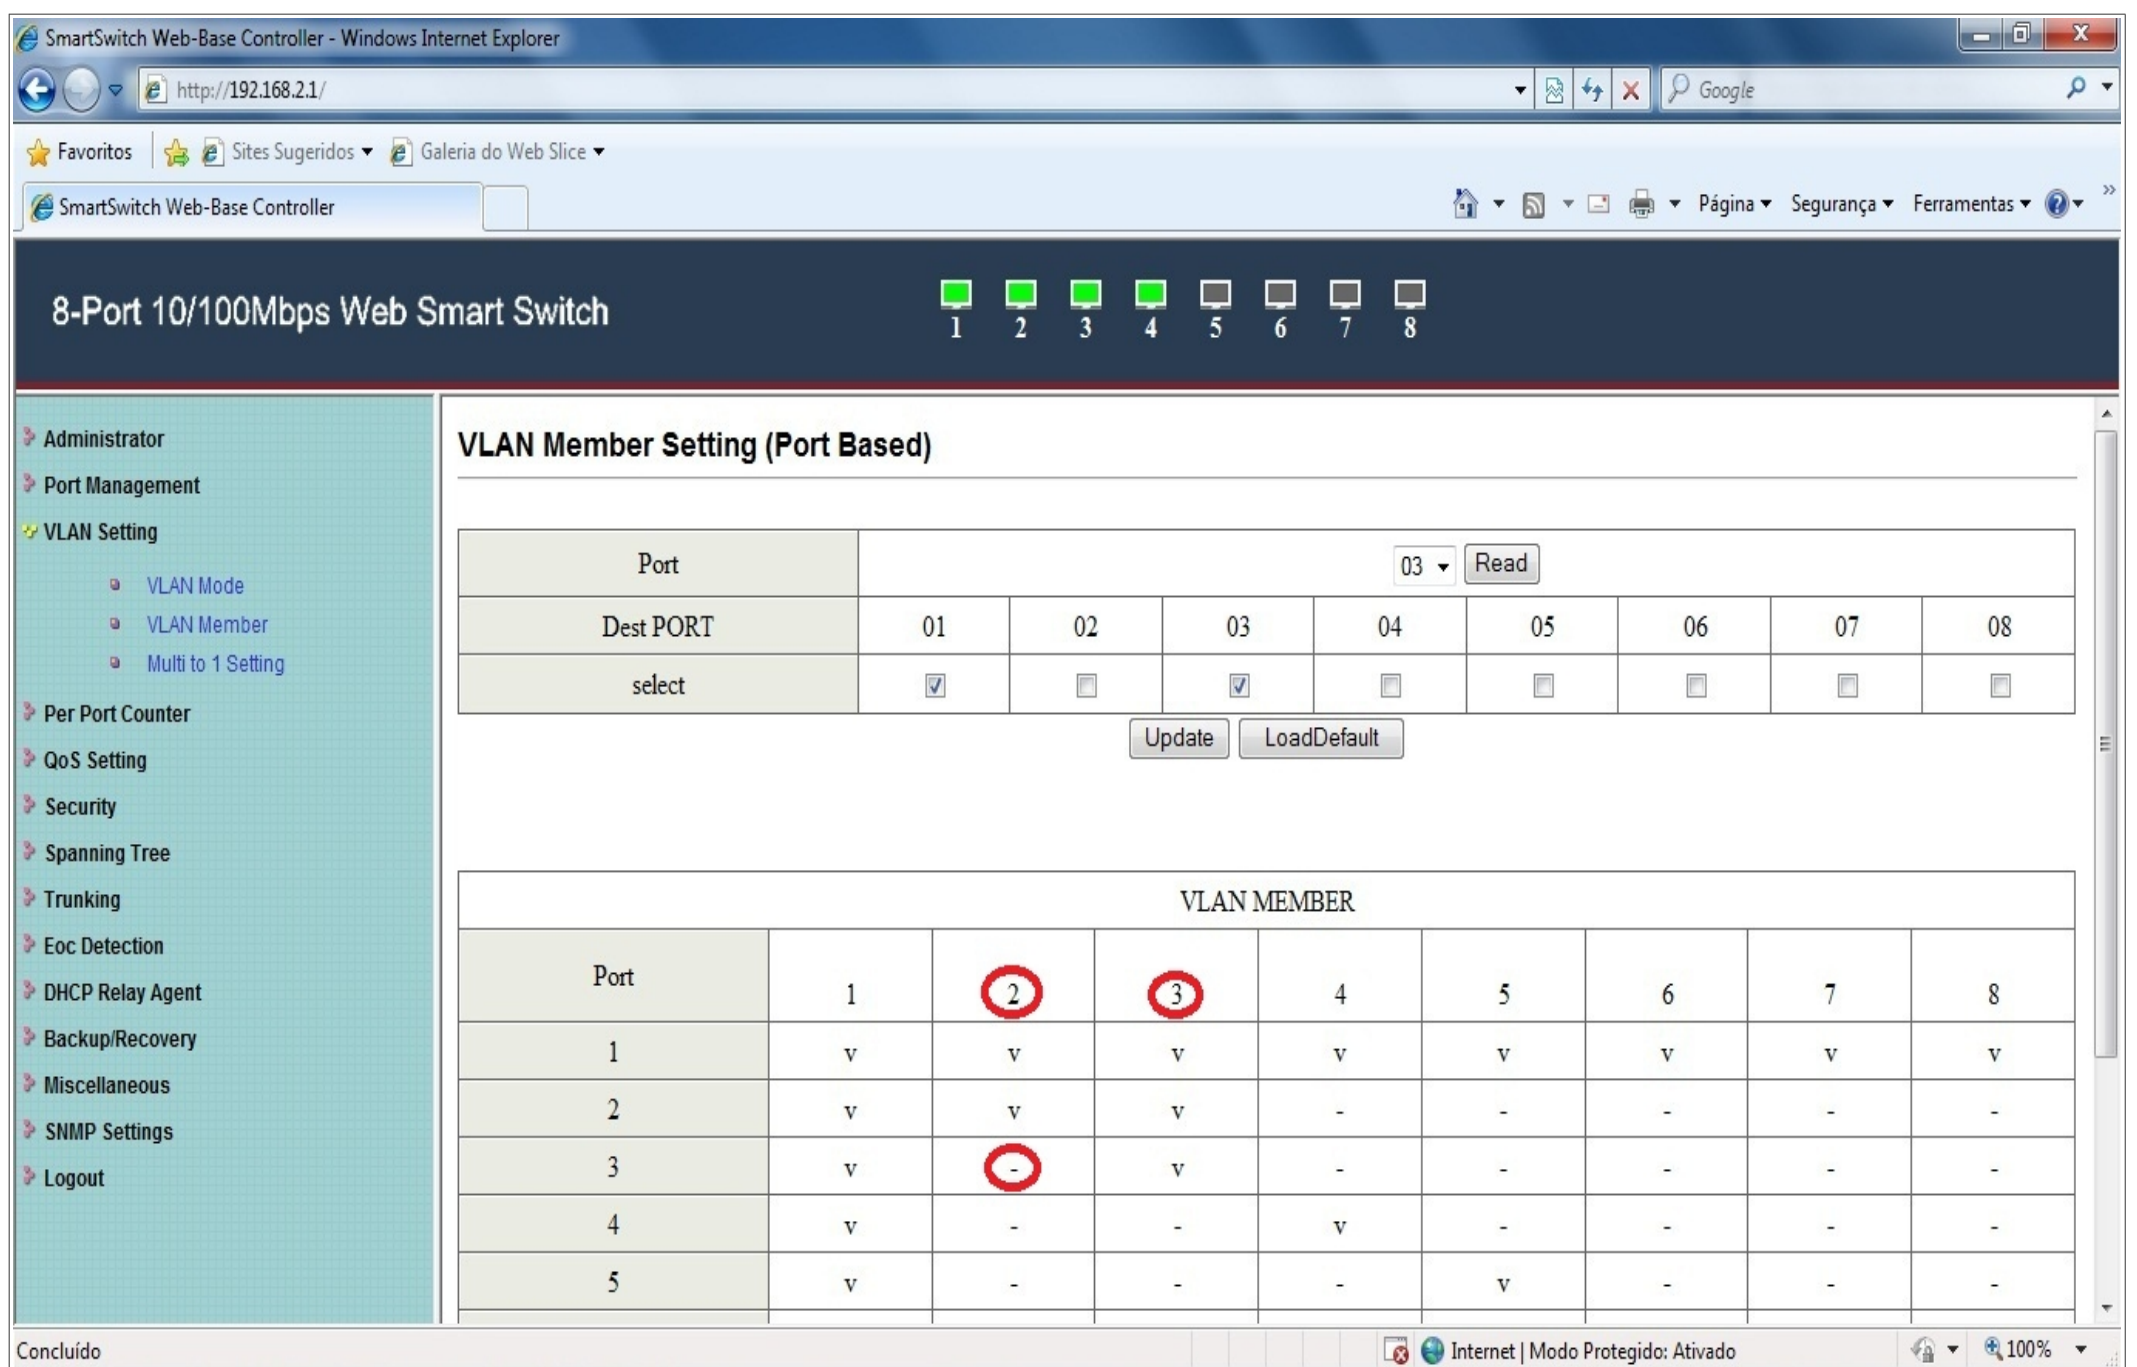 SmartSwitch Web-Base Controller - Windows Internet Explorer
http://192.168.2.1/
Google
Favoritos Sites Sugeridos Galeria do Web Slice
SmartSwitch Web-Base Controller
Página Segurança Ferramentas
8-Port 10/100Mbps Web Smart Switch
1 2 3 4 5 6 7 8
Administrator
Port Management
VLAN Setting
VLAN Mode
VLAN Member
Multi to 1 Setting
Per Port Counter
QoS Setting
Security
Spanning Tree
Trunking
Eoc Detection
DHCP Relay Agent
Backup/Recovery
Miscellaneous
SNMP Settings
Logout
VLAN Member Setting (Port Based)
Port 03 Read
Dest PORT 01 02 03 04 05 06 07 08
select
Update LoadDefault
VLAN MEMBER
Port 1 2 3 4 5 6 7 8
1 v v v v v v v v
2 v v v - - - - -
3 v - v - - - - -
4 v - - v - - - -
5 v - - - v - - -
Concluído Internet | Modo Protegido: Ativado 100%